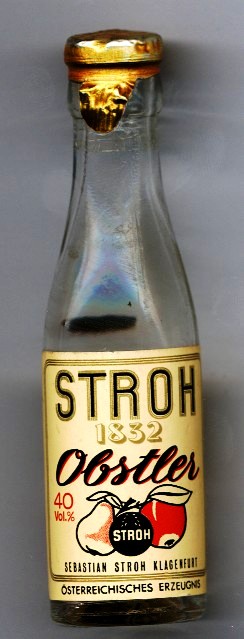 STROH
1832
Obstler
40
Vol.%
STROH
SEBASTIAN STROH KLAGENFURT
ÖSTERREICHISCHES ERZEUGNIS